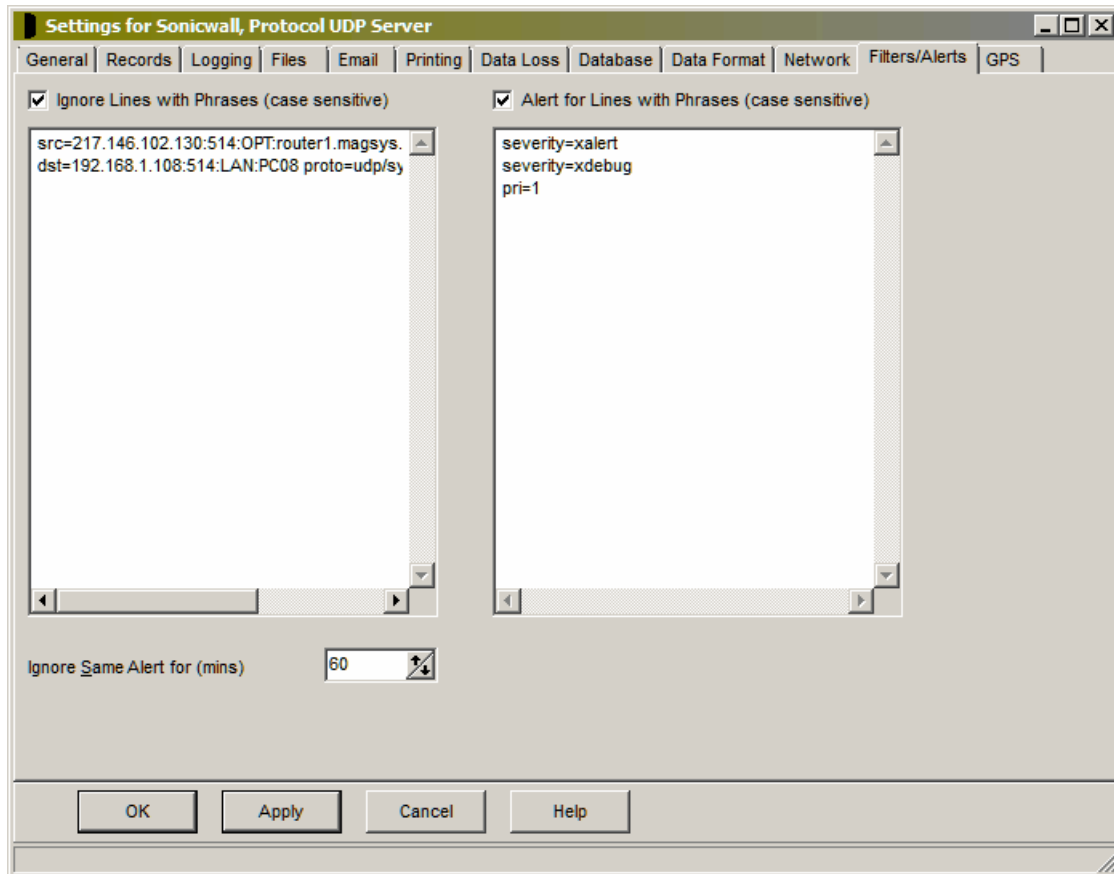 Settings for Sonicwall, Protocol UDP Server
General Records Logging Files Email Printing Data Loss Database Data Format Network Filters/Alerts GPS
Ignore Lines with Phrases (case sensitive)
Alert for Lines with Phrases (case sensitive)
src=217.146.102.130:514:OPT:router1.magsys.
dst=192.168.1.108:514:LAN:PC08 proto=udp/sy
severity=xalert
severity=xdebug
pri=1
Ignore Same Alert for (mins) 60
OK Apply Cancel Help